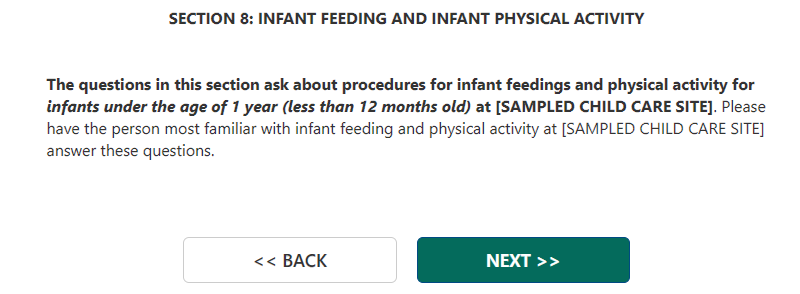 SECTION 8: INFANT FEEDING AND INFANT PHYSICAL ACTIVITY
The questions in this section ask about procedures for infant feedings and physical activity for
infants under the age of 1 year (less than 12 months old) at [SAMPLED CHILD CARE SITE]. Please
have the person most familiar with infant feeding and physical activity at [SAMPLED CHILD CARE SITE]
answer these questions.
<< BACK
NEXT >>